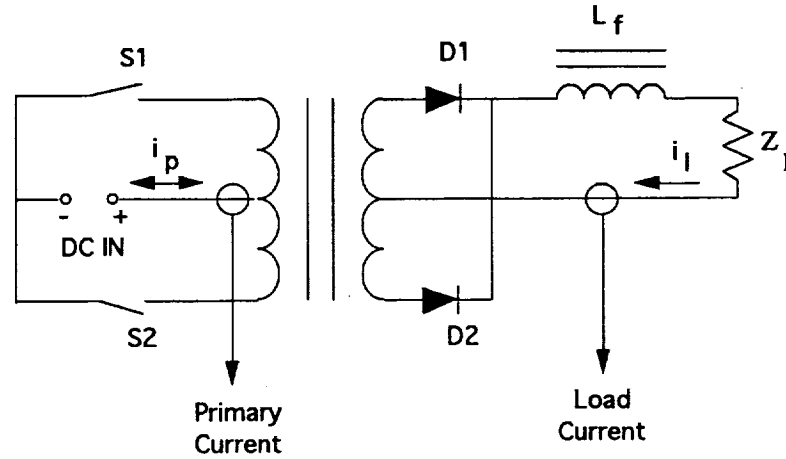 L f
S1
D1
i p
i l
Z
- +
DC IN
S2
D2
Primary
Current
Load
Current